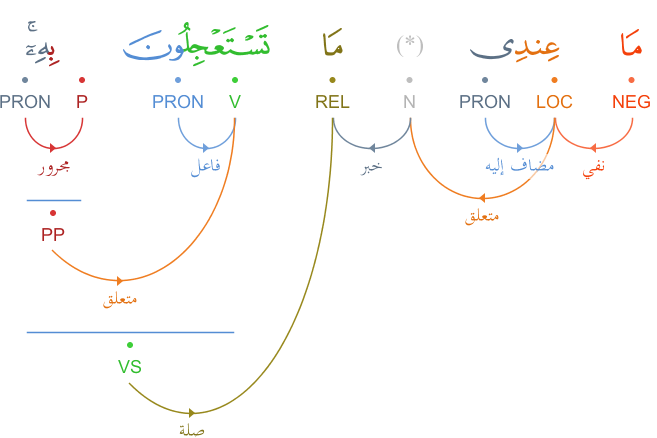 مَا عِندِى (*) مَا تَسْتَعْجِلُونَ بِهِۦٓۚ
NEG LOC PRON N REL V PRON P PRON
نفي مضاف إليه خبر فاعل مجرور
متعلق
PP
متعلق
VS
صلة